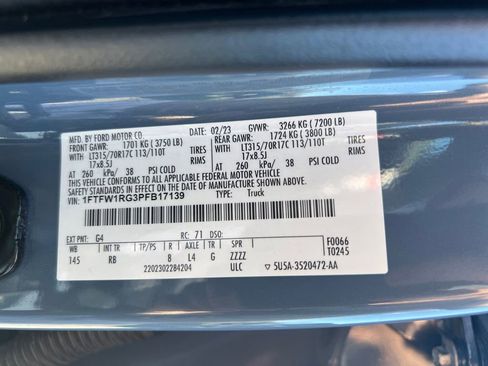 MFD. BY FORD MOTOR CO.
02/23 GVWR: 3266 KG ( 7200 LB)
FRONT GAWR: 1701 KG ( 3750 LB) REAR GAWR: 1724 KG ( 3800 LB)
LT315/70R17C 113/110T TIRES LT315/70R17C 113/110T TIRES
17x8.5J RIMS 17x8.5J RIMS
AT 260 kPa/ 38 PSI COLD AT 260 kPa/ 38 PSI COLD
THIS VEHICLE CONFORMS TO ALL APPLICABLE FEDERAL MOTOR VEHICLE
SAFETY STANDARDS IN EFFECT ON THE DATE OF MANUFACTURE SHOWN ABOVE.
VIN: 1FTFW1RG3PFB17139 TYPE: Truck
EXT PNT: G4 RC: 71 DSO: F0066
WB INT TR TP/PS R AXLE TR SPR T0245
145 RB 8 L4 G ZZZZ
2202302284204 ULC 5U5A-3520472-AA